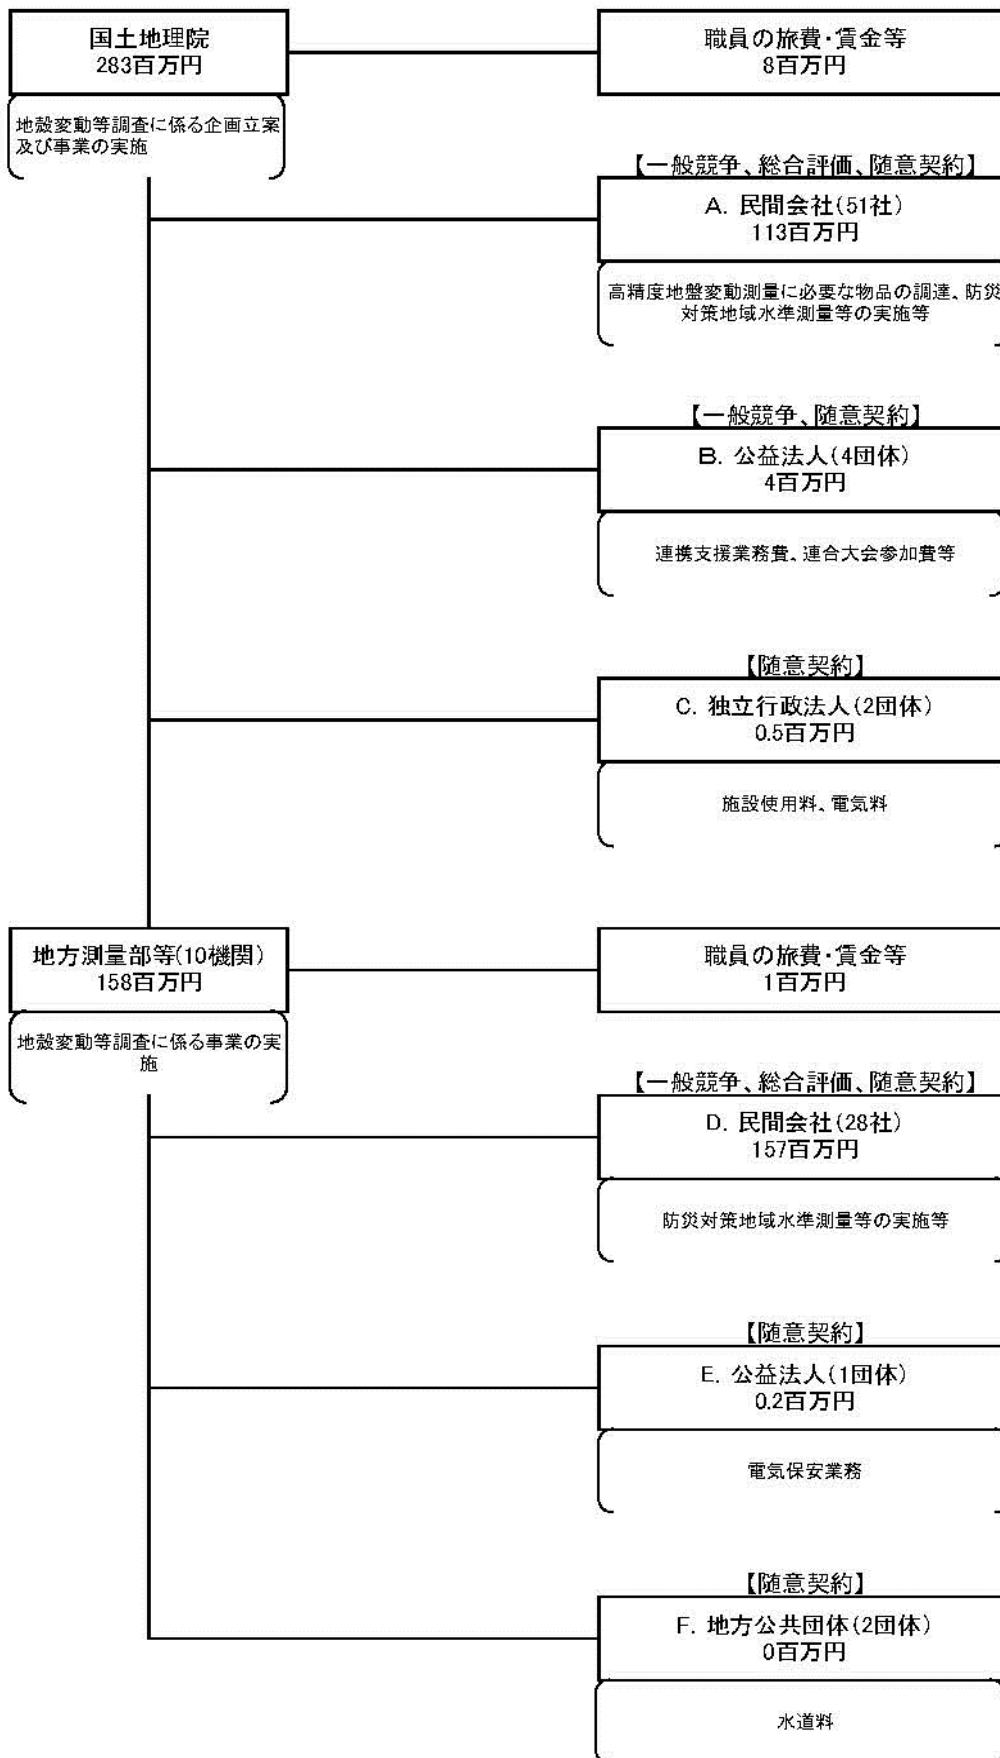 国土地理院
283百万円
地殻変動等調査に係る企画立案
及び事業の実施
職員の旅費・賃金等
8百万円
【一般競争、総合評価、随意契約】
A. 民間会社(51社)
113百万円
高精度地盤変動測量に必要な物品の調達、防災
対策地域水準測量等の実施等
【一般競争、随意契約】
B. 公益法人(4団体)
4百万円
連携支援業務費、連合大会参加費等
【随意契約】
C. 独立行政法人(2団体)
0.5百万円
施設使用料、電気料
地方測量部等(10機関)
158百万円
地殻変動等調査に係る事業の実
施
職員の旅費・賃金等
1百万円
【一般競争、総合評価、随意契約】
D. 民間会社(28社)
157百万円
防災対策地域水準測量等の実施等
【随意契約】
E. 公益法人(1団体)
0.2百万円
電気保安業務
【随意契約】
F. 地方公共団体(2団体)
0百万円
水道料